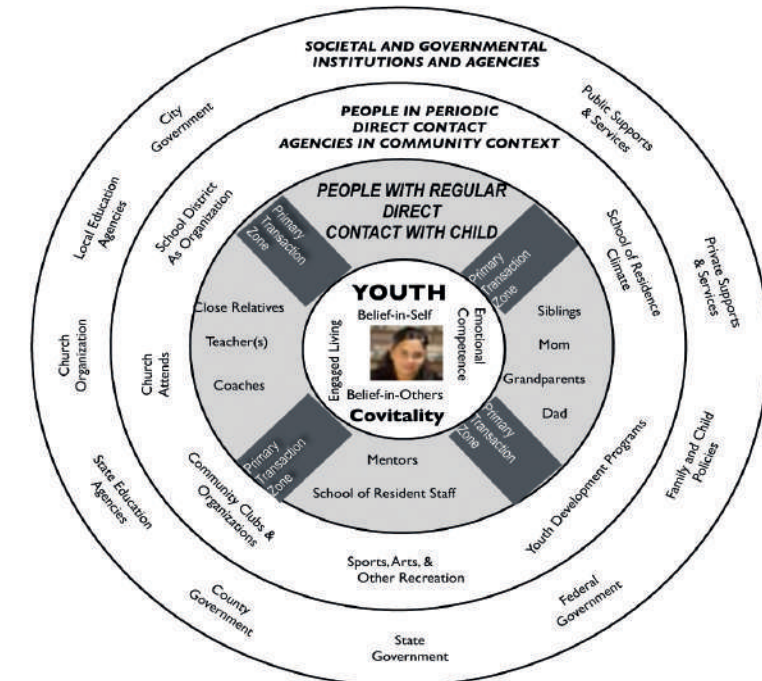 SOCIETAL AND GOVERNMENTAL
INSTITUTIONS AND AGENCIES
City
Government
Public Supports
& Services
Local Education
Agencies
Private Supports
& Services
Church
Organization
Family and Child
Policies
State Education
Agencies
Federal
Government
County
Government
State
Government
PEOPLE IN PERIODIC
DIRECT CONTACT
AGENCIES IN COMMUNITY CONTEXT
School District
As Organization
School of Residence
Climate
Church
Attends
Youth Development Programs
Community Clubs &
Organizations
Sports, Arts, &
Other Recreation
PEOPLE WITH REGULAR
DIRECT
CONTACT WITH CHILD
Primary
Transaction
Zone
Primary
Transaction
Zone
Close Relatives
Teacher(s)
Coaches
Siblings
Mom
Grandparents
Dad
Primary
Transaction
Zone
Primary
Transaction
Zone
Mentors
School of Resident Staff
YOUTH
Belief-in-Self
Engaged Living
Emotional
Competence
Belief-in-Others
Covitality